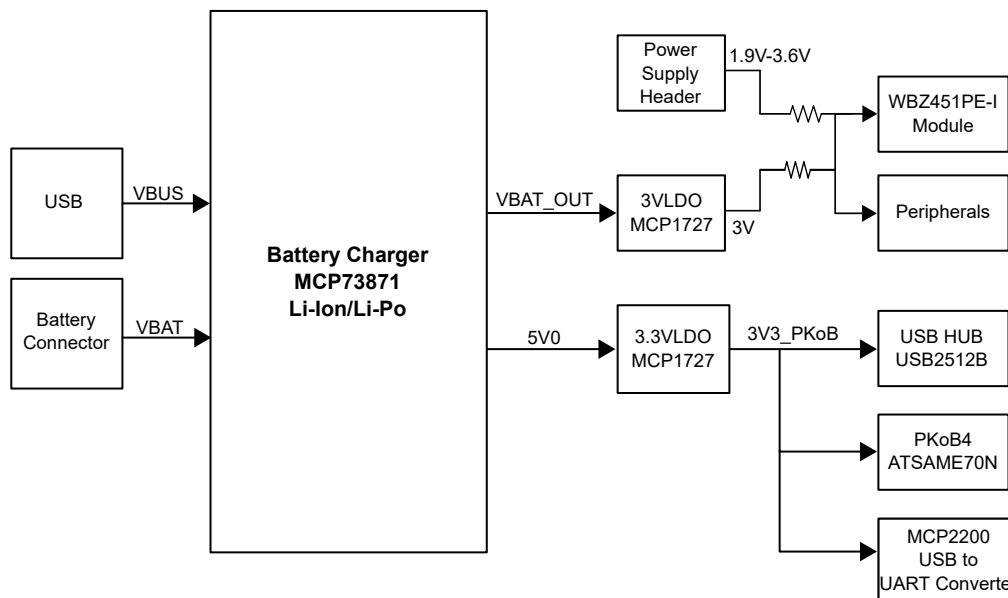 USB
VBUS
Battery
Connector
VBAT
Battery Charger
MCP73871
Li-Ion/Li-Po
VBAT_OUT
5V0
Power
Supply
Header
1.9V-3.6V
3VLDO
MCP1727
3V
3.3VLDO
MCP1727
3V3_PKoB
WBZ451PE-I
Module
Peripherals
USB HUB
USB2512B
PKoB4
ATSAME70N
MCP2200
USB to
UART Converte